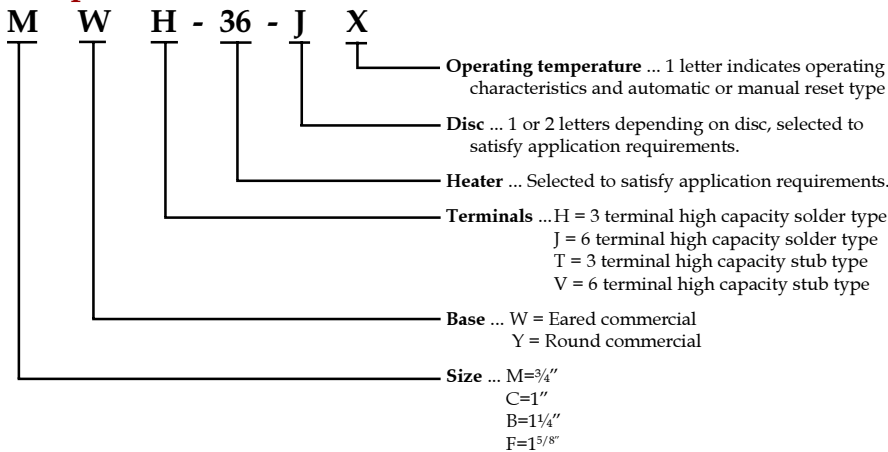 M W H - 36 - J X
Operating temperature ... 1 letter indicates operating
characteristics and automatic or manual reset type
Disc ... 1 or 2 letters depending on disc, selected to
satisfy application requirements.
Heater ... Selected to satisfy application requirements.
Terminals ...H = 3 terminal high capacity solder type
J = 6 terminal high capacity solder type
T = 3 terminal high capacity stub type
V = 6 terminal high capacity stub type
Base ... W = Eared commercial
Y = Round commercial
Size ... M=¾"
C=1"
B=1¼"
F=1⁵/⁸"